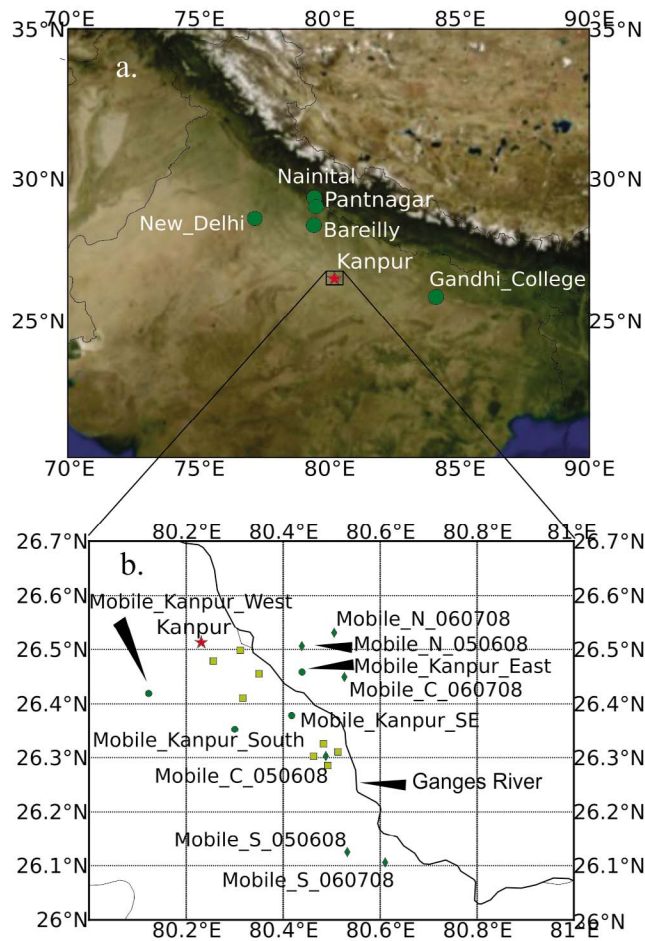 70°E 75°E 80°E 85°E 90°E
35°N 35°N
a.
30°N 30°N
Nainital
Pantnagar
New_Delhi
Bareilly
Kanpur
Gandhi_College
25°N 25°N
70°E 75°E 80°E 85°E 90°E
80.2°E 80.4°E 80.6°E 80.8°E 81°E
26.7°N 26.7°N
b.
26.6°N 26.6°N
Mobile_Kanpur_West
Mobile_N_060708
Kanpur
Mobile_N_050608
26.5°N 26.5°N
Mobile_Kanpur_East
Mobile_C_060708
26.4°N 26.4°N
Mobile_Kanpur_SE
Mobile_Kanpur_South
26.3°N 26.3°N
Mobile_C_050608
Ganges River
26.2°N 26.2°N
Mobile_S_050608
26.1°N 26.1°N
Mobile_S_060708
26°N 26°N
80.2°E 80.4°E 80.6°E 80.8°E 81°E